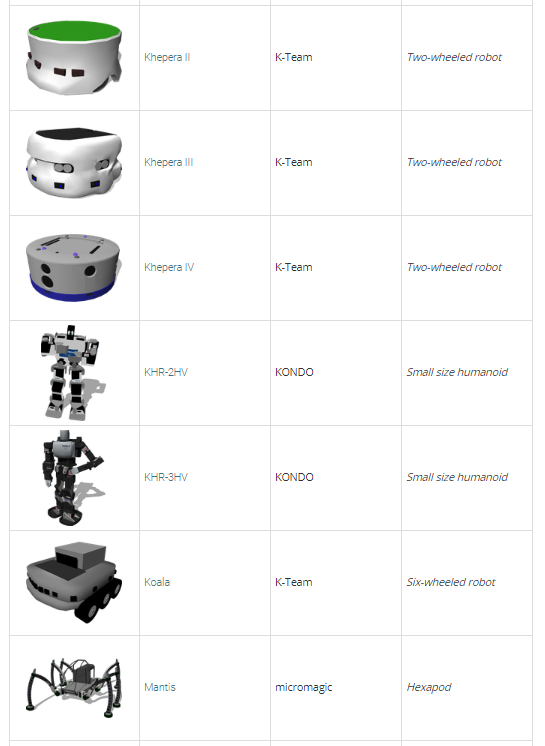 Khepera II K-Team Two-wheeled robot
Khepera III K-Team Two-wheeled robot
Khepera IV K-Team Two-wheeled robot
KHR-2HV KONDO Small size humanoid
KHR-3HV KONDO Small size humanoid
Koala K-Team Six-wheeled robot
Mantis micromagic Hexapod